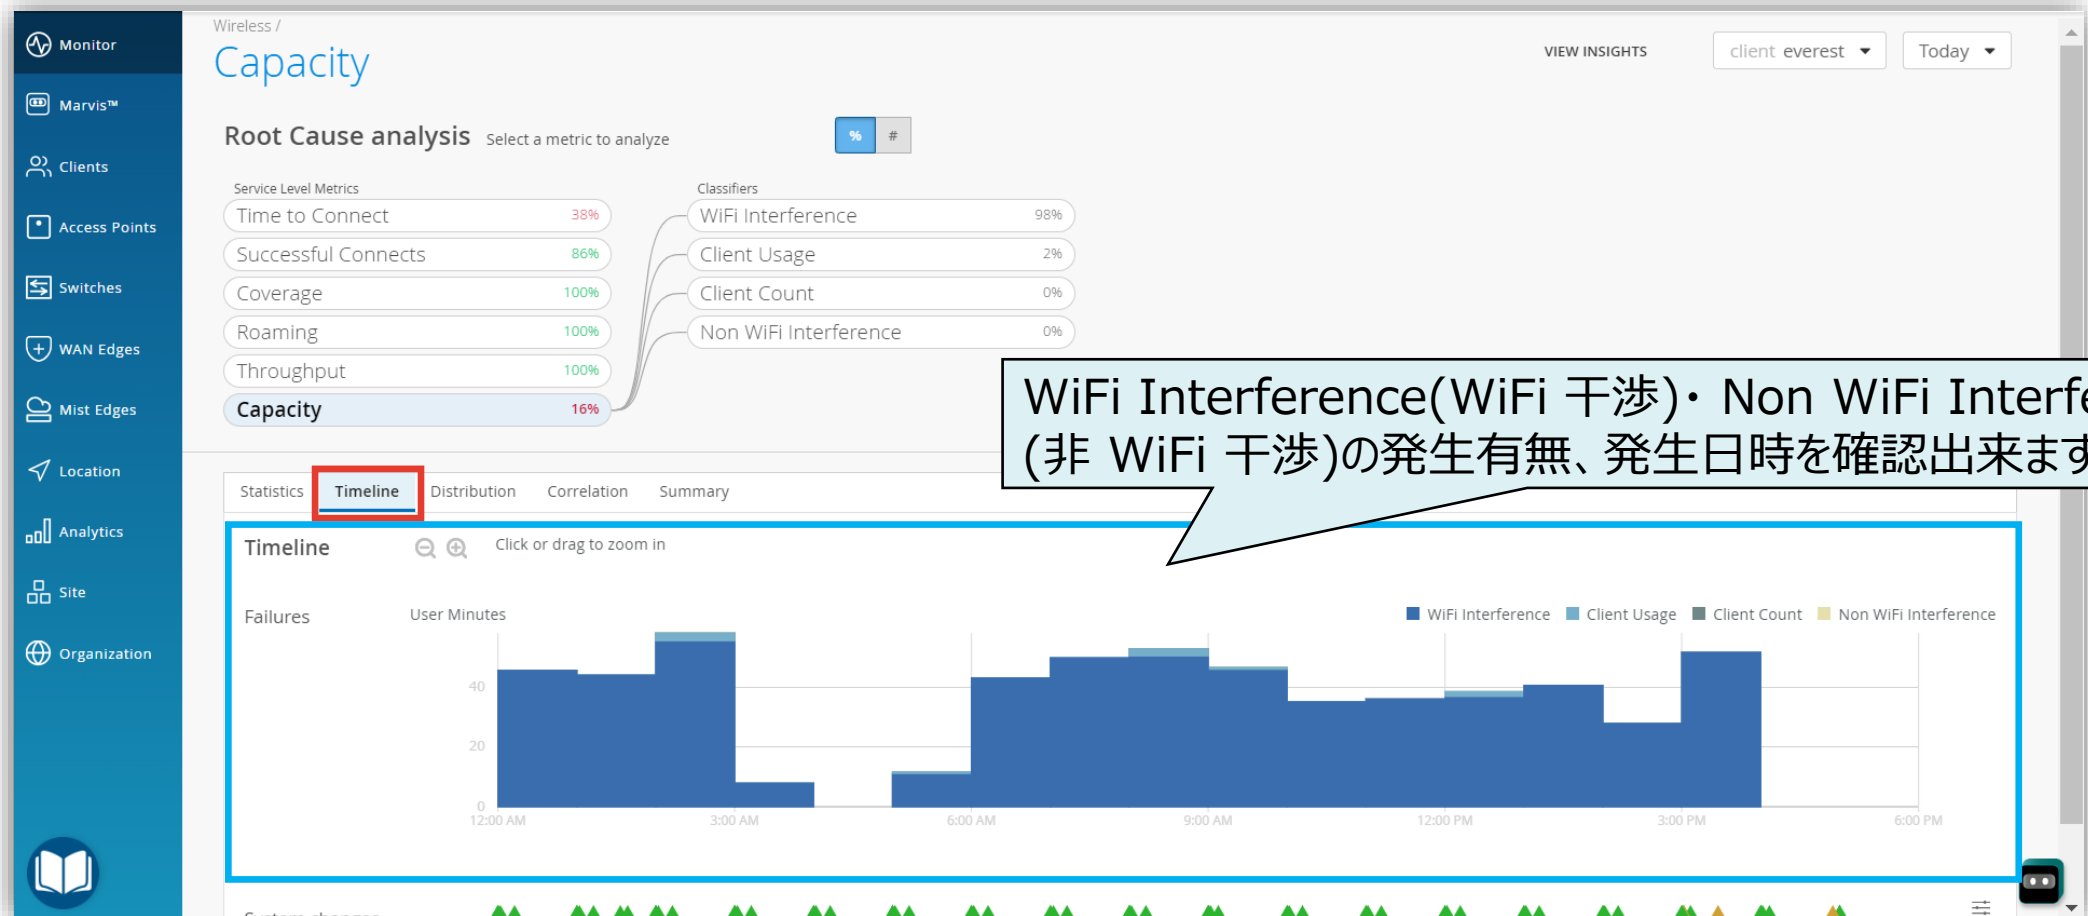 Wireless /
Capacity
VIEW INSIGHTS
client everest
Today
Monitor
Marvis™
Clients
Access Points
Switches
WAN Edges
Mist Edges
Location
Analytics
Site
Organization
Root Cause analysis Select a metric to analyze
% #
Service Level Metrics
Time to Connect 38%
Successful Connects 86%
Coverage 100%
Roaming 100%
Throughput 100%
Capacity 16%
Classifiers
WiFi Interference 98%
Client Usage 2%
Client Count 0%
Non WiFi Interference 0%
WiFi Interference(WiFi 干渉)・ Non WiFi
(非 WiFi 干渉)の発生有無、発生日時を確認出来ます
Statistics Timeline Distribution Correlation Summary
Timeline Click or drag to zoom in
Failures User Minutes
WiFi Interference Client Usage Client Count Non WiFi Interference
40
20
0
12:00 AM 3:00 AM 6:00 AM 9:00 AM 12:00 PM 3:00 PM 6:00 PM